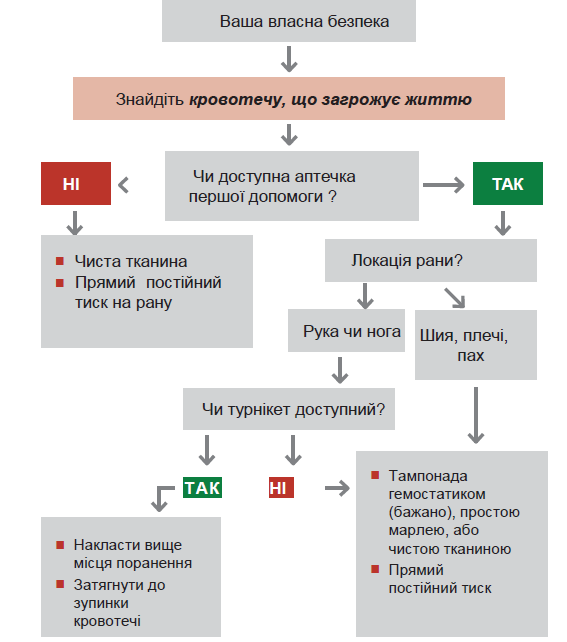 Ваша власна безпека
Знайдіть кровотечу, що загрожує життю
Чи доступна аптечка
першої допомоги ?
НІ
ТАК
Чиста тканина
Прямий постійний
тиск на рану
Локація рани?
Рука чи нога
Шия, плечі,
пах
Чи турнікет доступний?
ТАК
НІ
Накласти вище
місця поранення
Затягнути до
зупинки
кровотечі
Тампонада
гемостатиком
(бажано), простою
марлею, або
чистою тканиною
Прямий
постійний тиск